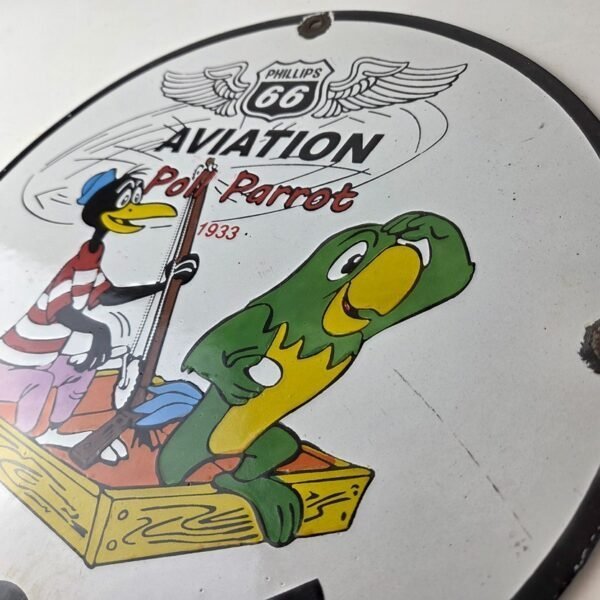 PHILLIPS
66
AVIATION
Poll Parrot
1933